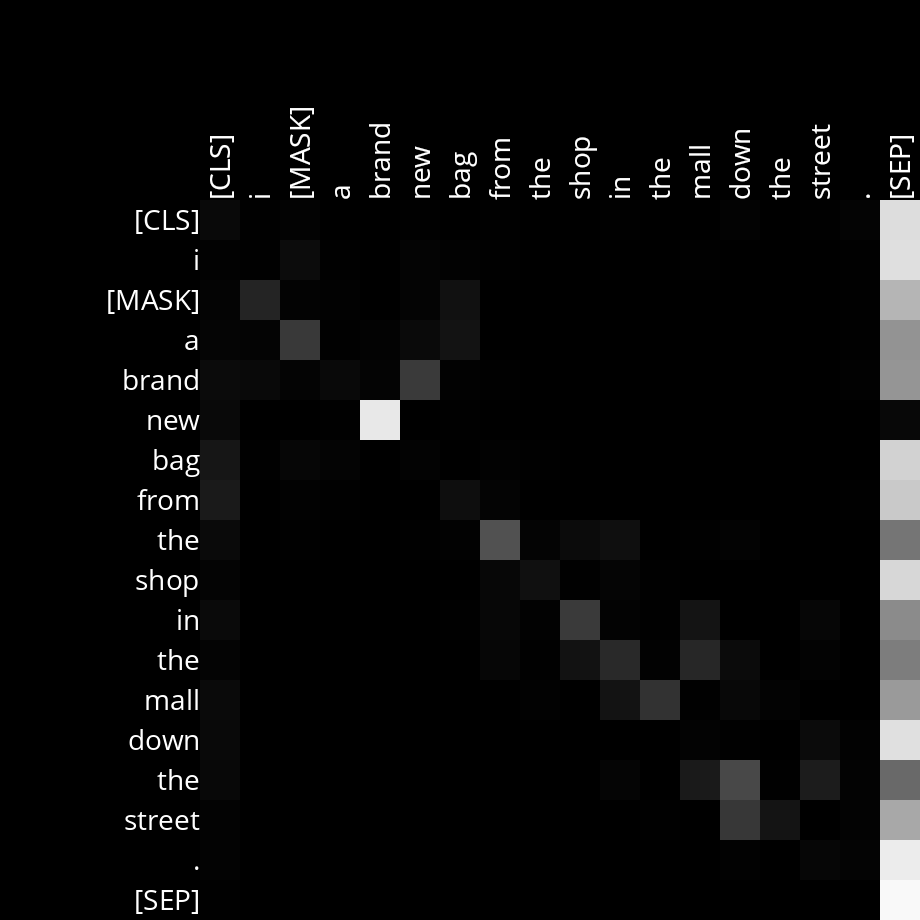 [CLS] i [MASK] a brand new bag from the shop in the mall down the street . [SEP]
[CLS]
i
[MASK]
a
brand
new
bag
from
the
shop
in
the
mall
down
the
street
.
[SEP]